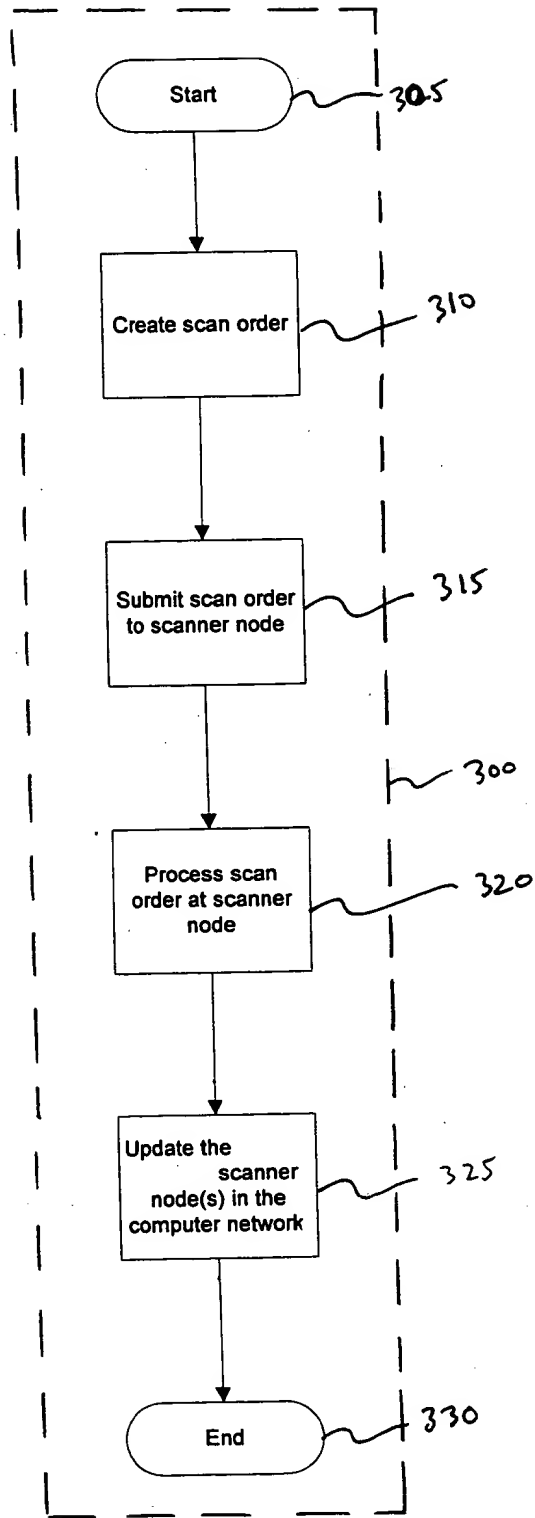 Start
305
Create scan order
310
Submit scan order
to scanner node
315
300
Process scan
order at scanner
node
320
Update the
scanner
node(s) in the
computer network
325
End
330